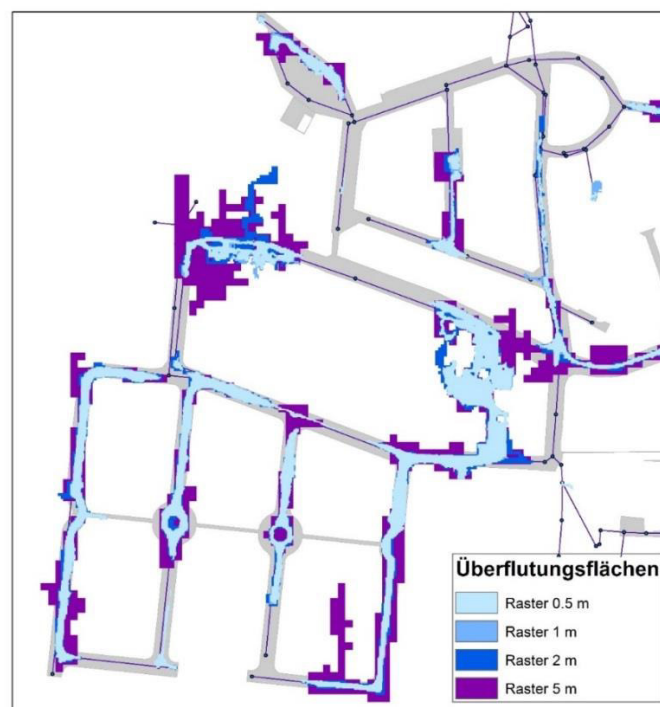 Überflutungsflächen
Raster 0.5 m
Raster 1 m
Raster 2 m
Raster 5 m